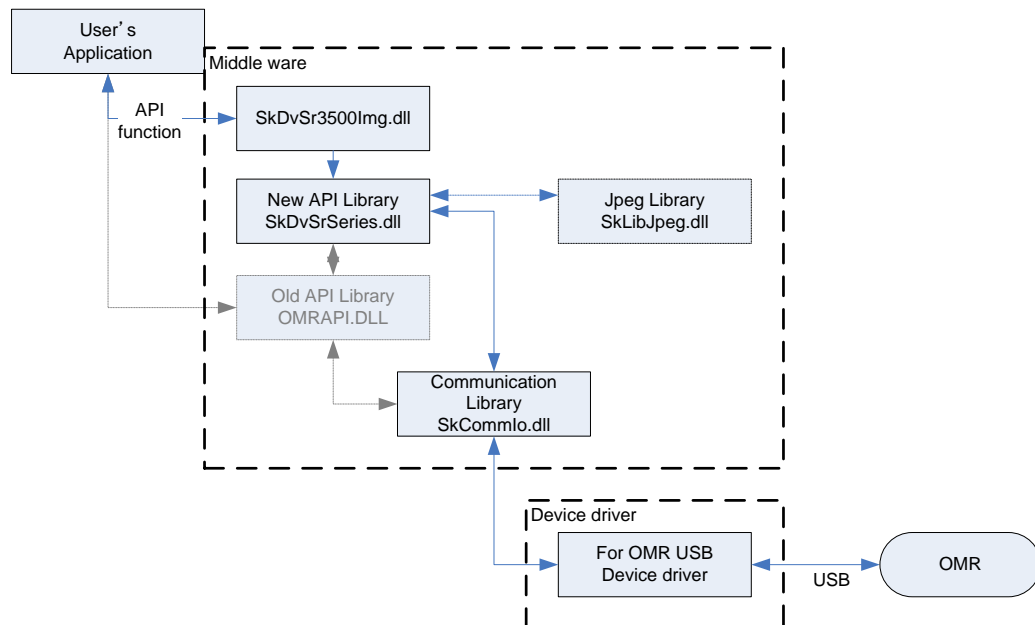 User’s
Application
Middle ware
API
function
SkDvSr3500Img.dll
New API Library
SkDvSrSeries.dll
Jpeg Library
SkLibJpeg.dll
Old API Library
OMRAPI.DLL
Communication
Library
SkCommIo.dll
Device driver
For OMR USB
Device driver
USB
OMR